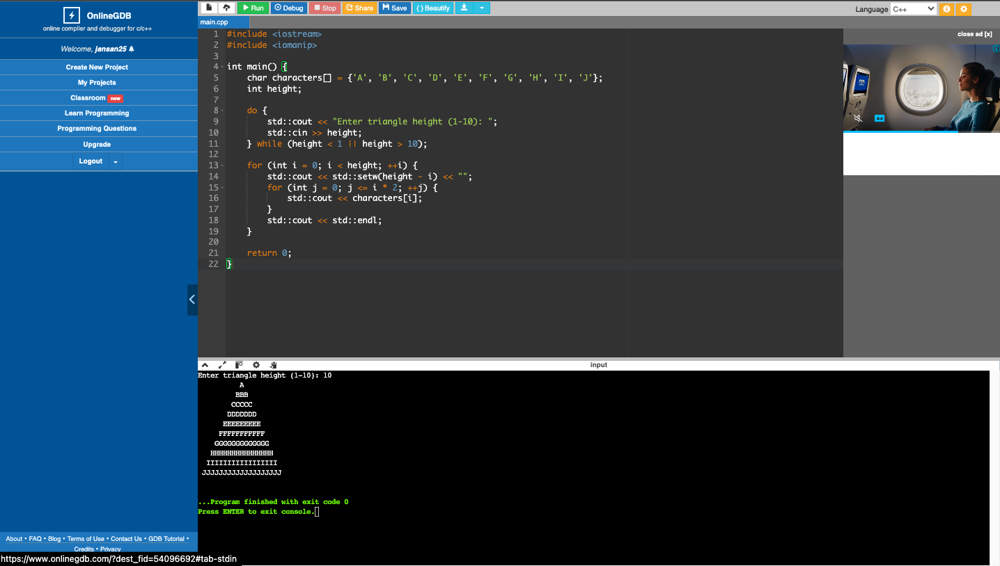 OnlineGDB
online compiler and debugger for c/c++
Welcome, jansan25
Create New Project
My Projects
Classroom new
Learn Programming
Programming Questions
Upgrade
Logout
About • FAQ • Blog • Terms of Use • Contact Us • GDB Tutorial •
Credits • Privacy
https://www.onlinegdb.com/?dest_fid=54096692#tab-stdin
Run Debug Stop Share Save { } Beautify
Language C++
main.cpp
close ad [x]
1 #include <iostream>
2 #include <iomanip>
3
4 int main() {
5 char characters[] = {'A', 'B', 'C', 'D', 'E', 'F', 'G', 'H', 'I', 'J'};
6 int height;
7
8 do {
9 std::cout << "Enter triangle height (1-10): ";
10 std::cin >> height;
11 } while (height < 1 || height > 10);
12
13 for (int i = 0; i < height; ++i) {
14 std::cout << std::setw(height - i) << "";
15 for (int j = 0; j <= i * 2; ++j) {
16 std::cout << characters[i];
17 }
18 std::cout << std::endl;
19 }
20
21 return 0;
22 }
Ad
input
Enter triangle height (1-10): 10
A
BBB
CCCCC
DDDDDDD
EEEEEEEEE
FFFFFFFFFFF
GGGGGGGGGGGGG
HHHHHHHHHHHHHHH
IIIIIIIIIIIIIIIII
JJJJJJJJJJJJJJJJJJJ
...Program finished with exit code 0
Press ENTER to exit console.